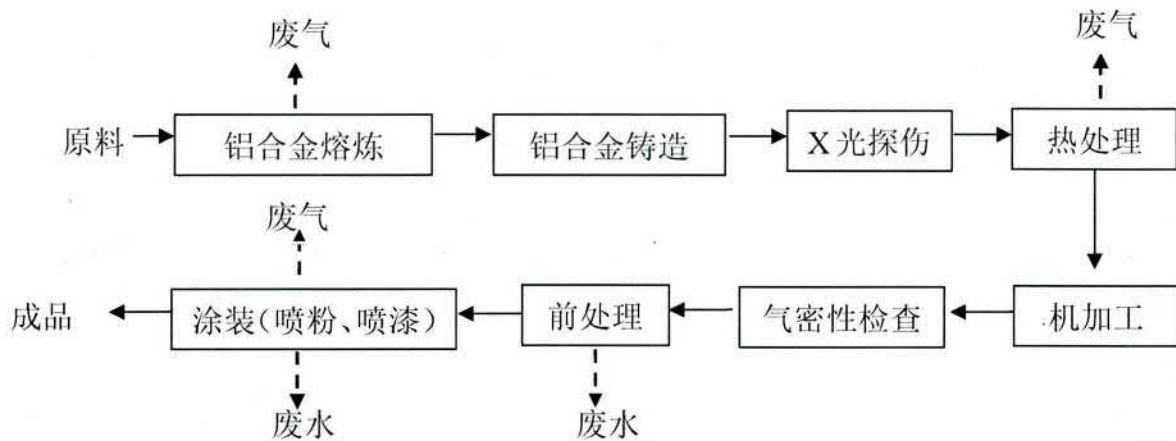 废气
废气
原料
铝合金熔炼
铝合金铸造
X光探伤
热处理
废气
成品
涂装(喷粉、喷漆)
前处理
气密性检查
机加工
废水
废水